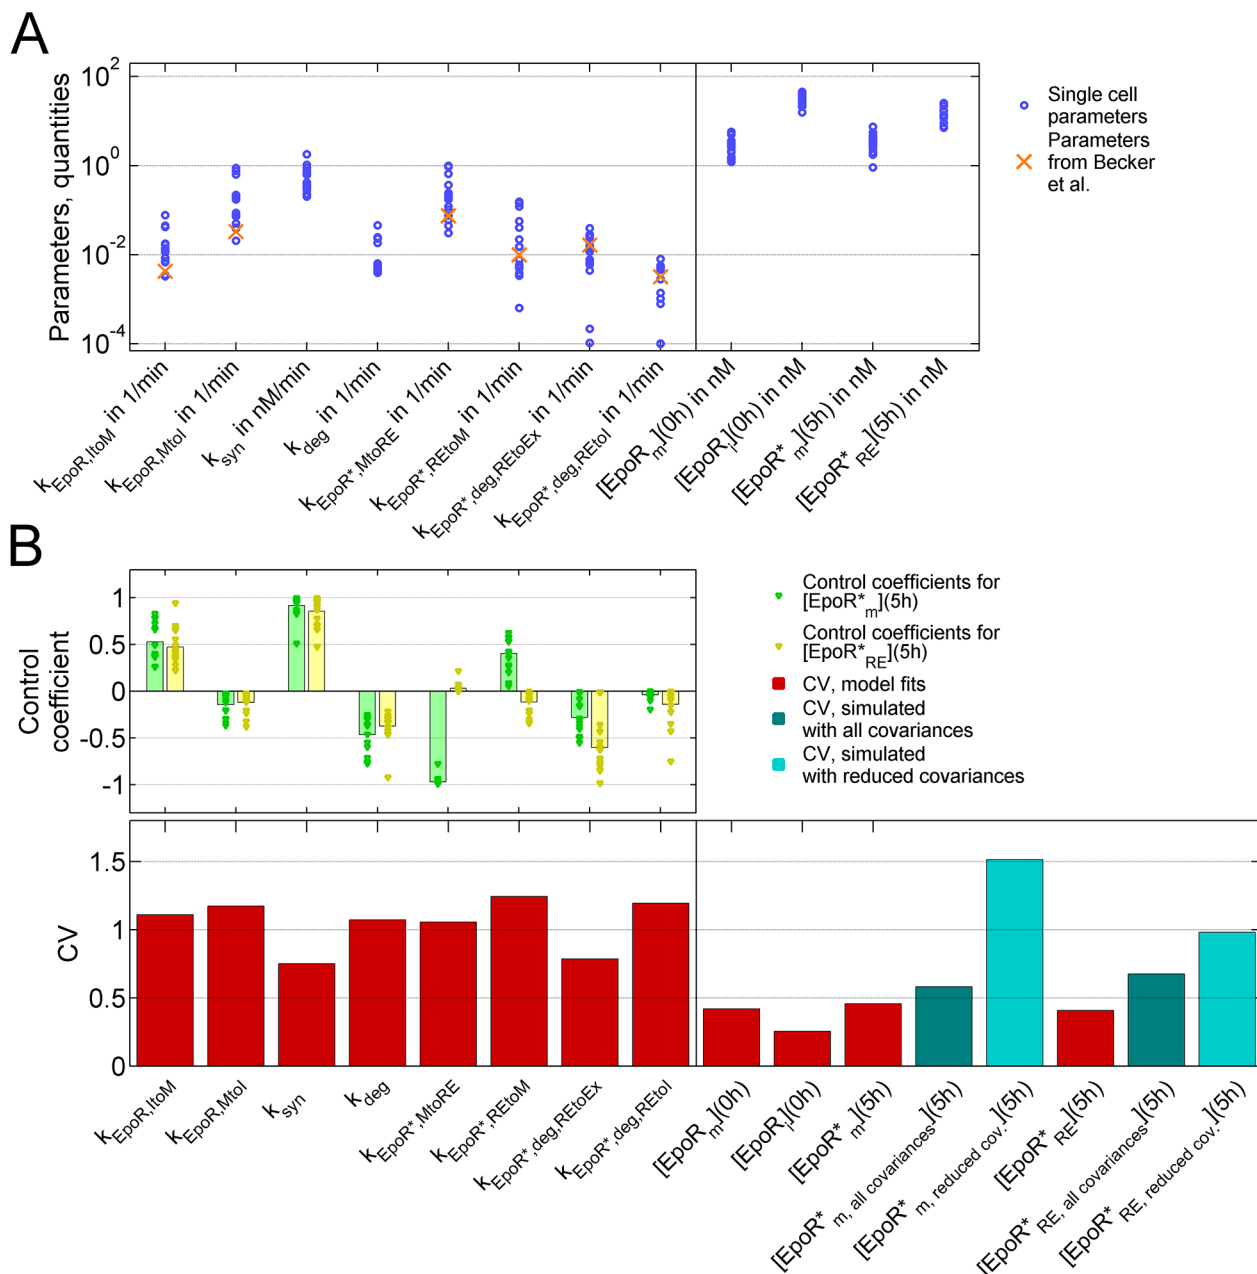 A
Parameters, quantities
10^2
10^0
10^-2
10^-4
Single cell
parameters
Parameters
from Becker
et al.
k_EpoR,ItoM in 1/min
k_EpoR,MtoI in 1/min
k_syn in nM/min
k_deg in 1/min
k_EpoR*,MtoRE in 1/min
k_EpoR*,REtoM in 1/min
k_EpoR*,deg,REtoEx in 1/min
k_EpoR*,deg,REtoI in 1/min
[EpoR_m](0h) in nM
[EpoR_i](0h) in nM
[EpoR*_m](5h) in nM
[EpoR*_RE](5h) in nM
B
Control
coefficient
1
0.5
0
-0.5
-1
Control coefficients for
[EpoR*_m](5h)
Control coefficients for
[EpoR*_RE](5h)
CV, model fits
CV, simulated
with all covariances
CV, simulated
with reduced covariances
CV
1.5
1
0.5
0
k_EpoR,ItoM
k_EpoR,MtoI
k_syn
k_deg
k_EpoR*,MtoRE
k_EpoR*,REtoM
k_EpoR*,deg,REtoEx
k_EpoR*,deg,REtoI
[EpoR_m](0h)
[EpoR_i](0h)
[EpoR*_m](5h)
[EpoR*_m, all covariances](5h)
[EpoR*_m, reduced cov.](5h)
[EpoR*_RE](5h)
[EpoR*_RE, all covariances](5h)
[EpoR*_RE, reduced cov.](5h)